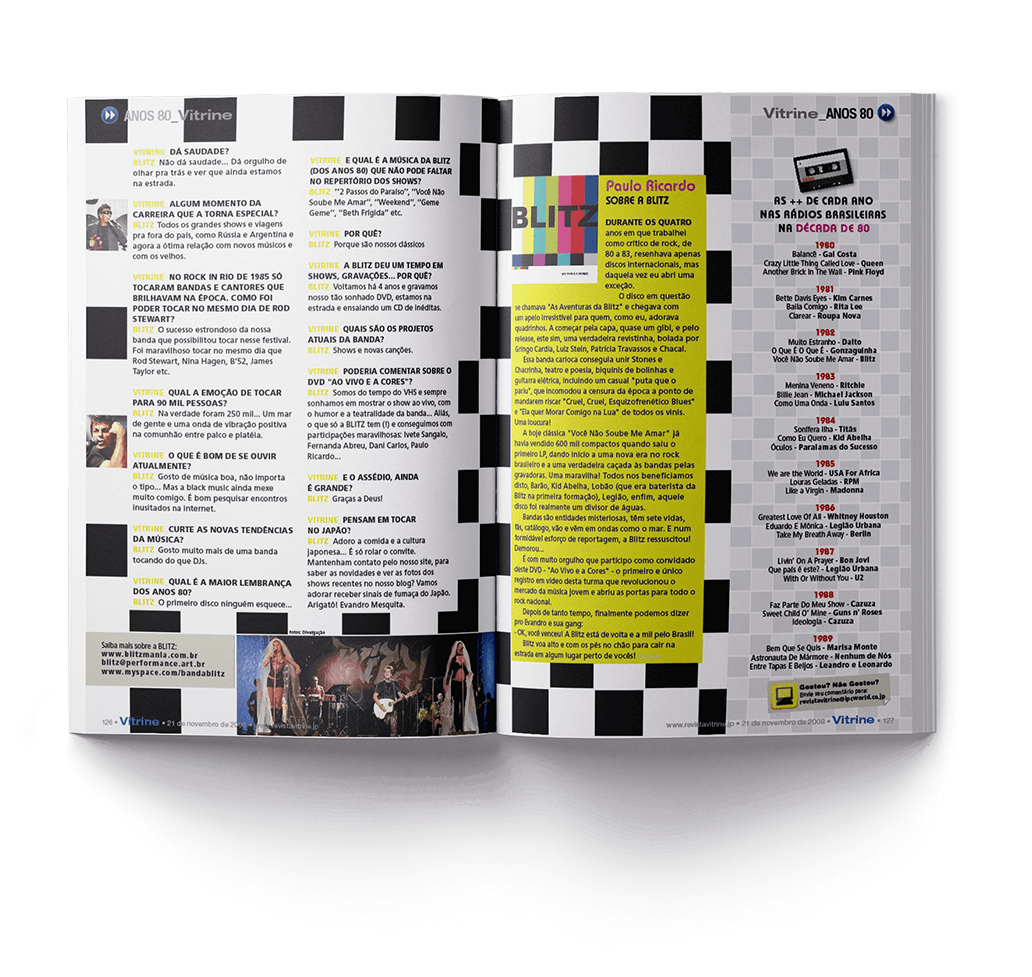 ANOS 80_Vitrine
VITRINE DÁ SAUDADE?
BLITZ Não dá saudade... Dá orgulho de
olhar pra trás e ver que ainda estamos
na estrada.
VITRINE ALGUM MOMENTO DA
CARREIRA QUE A TORNA ESPECIAL?
BLITZ Todos os grandes shows e viagens
pra fora do país, como Rússia e Argentina e
agora a ótima relação com novos músicos e
com os velhos.
VITRINE NO ROCK IN RIO DE 1985 SÓ
TOCARAM BANDAS E CANTORES QUE
BRILHAVAM NA ÉPOCA. COMO FOI
PODER TOCAR NO MESMO DIA DE ROD
STEWART?
BLITZ O sucesso estrondoso da nossa
banda que possibilitou tocar nesse festival.
Foi maravilhoso tocar no mesmo dia que
Rod Stewart, Nina Hagen, B'52, James
Taylor etc.
VITRINE QUAL A EMOÇÃO DE TOCAR
PARA 90 MIL PESSOAS?
BLITZ Na verdade foram 250 mil... Um mar
de gente e uma onda de vibração positiva
na comunhão entre palco e platéia.
VITRINE O QUE É BOM DE SE OUVIR
ATUALMENTE?
BLITZ Gosto de música boa, não importa
o tipo... Mas a black music ainda mexe
muito comigo. É bom pesquisar encontros
inusitados na internet.
VITRINE CURTE AS NOVAS TENDÊNCIAS
DA MÚSICA?
BLITZ Gosto muito mais de uma banda
tocando do que DJs.
VITRINE QUAL É A MAIOR LEMBRANÇA
DOS ANOS 80?
BLITZ O primeiro disco ninguém esquece...
VITRINE E QUAL É A MÚSICA DA BLITZ
(DOS ANOS 80) QUE NÃO PODE FALTAR
NO REPERTÓRIO DOS SHOWS?
BLITZ "2 Passos do Paraíso", "Você Não
Soube Me Amar", "Weekend", "Geme
Geme", "Beth Frígida" etc.
VITRINE POR QUÊ?
BLITZ Porque são nossos clássicos
VITRINE A BLITZ DEU UM TEMPO EM
SHOWS, GRAVAÇÕES... POR QUÊ?
BLITZ Voltamos há 4 anos e gravamos
nosso tão sonhado DVD, estamos na
estrada e ensaiando um CD de inéditas.
VITRINE QUAIS SÃO OS PROJETOS
ATUAIS DA BANDA?
BLITZ Shows e novas canções.
VITRINE PODERIA COMENTAR SOBRE O
DVD "AO VIVO E A CORES"?
BLITZ Somos do tempo do VHS e sempre
sonhamos em mostrar o show ao vivo, com
o humor e a teatralidade da banda... Aliás,
o que só a BLITZ tem (!) e conseguimos com
participações maravilhosas: Ivete Sangalo,
Fernanda Abreu, Dani Carlos, Paulo
Ricardo...
VITRINE E O ASSÉDIO, AINDA
É GRANDE?
BLITZ Graças a Deus!
VITRINE PENSAM EM TOCAR
NO JAPÃO?
BLITZ Adoro a comida e a cultura
japonesa... É só rolar o convite.
Mantenham contato pelo nosso site, para
saber as novidades e ver as fotos dos
shows recentes no nosso blog? Vamos
adorar receber sinais de fumaça do Japão.
Arigatô! Evandro Mesquita.
Fotos: Divulgação
Saiba mais sobre a BLITZ:
www.blitzmania.com.br
blitz@performance.art.br
www.myspace.com/bandablitz
126 • Vitrine • 21 de novembro de 2008 • www.revistavitrine.jp
Vitrine_ANOS 80
BLITZ
Paulo Ricardo
SOBRE A BLITZ
DURANTE OS QUATRO
anos em que trabalhei
como crítico de rock, de
80 a 83, resenhava apenas
discos internacionais, mas
daquela vez eu abri uma
exceção.
O disco em questão
se chamava "As Aventuras da Blitz" e chegava com
um apelo irresistível para quem, como eu, adorava
quadrinhos. A começar pela capa, quase um gibi, e pelo
release, este sim, uma verdadeira revistinha, bolada por
Gringo Cardia, Luiz Stein, Patrícia Travassos e Chacal.
Essa banda carioca conseguia unir Stones e
Chacrinha, teatro e poesia, biquínis de bolinhas e
guitarra elétrica, incluindo um casual "puta que o
pariu", que incomodou a censura da época a ponto de
mandarem riscar "Cruel, Cruel, Esquizofrenético Blues"
e "Ela quer Morar Comigo na Lua" de todos os vinis.
Uma loucura!
A hoje clássica "Você Não Soube Me Amar" já
havia vendido 600 mil compactos quando saiu o
primeiro LP, dando início a uma nova era no rock
brasileiro e a uma verdadeira caçada às bandas pelas
gravadoras. Uma maravilha! Todos nos beneficiamos
disto, Barão, Kid Abelha, Lobão (que era baterista da
Blitz na primeira formação), Legião, enfim, aquele
disco foi realmente um divisor de águas.
Bandas são entidades misteriosas, têm sete vidas,
fãs, catálogo, vão e vêm em ondas como o mar. E num
formidável esforço de reportagem, a Blitz ressuscitou!
Demorou...
É com muito orgulho que participo como convidado
deste DVD - "Ao Vivo e a Cores" - o primeiro e único
registro em vídeo desta turma que revolucionou o
mercado da música jovem e abriu as portas para todo o
rock nacional.
Depois de tanto tempo, finalmente podemos dizer
pro Evandro e sua gang:
- OK, você venceu! A Blitz está de volta e a mil pelo Brasil!
Blitz voa alto e com os pés no chão para cair na
estrada em algum lugar perto de vocês!
AS ++ DE CADA ANO
NAS RÁDIOS BRASILEIRAS
NA DÉCADA DE 80
1980
Balancê - Gal Costa
Crazy Little Thing Called Love - Queen
Another Brick In The Wall - Pink Floyd
1981
Bette Davis Eyes - Kim Carnes
Baila Comigo - Rita Lee
Clarear - Roupa Nova
1982
Muito Estranho - Dalto
O Que É O Que É - Gonzaguinha
Você Não Soube Me Amar - Blitz
1983
Menina Veneno - Ritchie
Billie Jean - Michael Jackson
Como Uma Onda - Lulu Santos
1984
Sonífera Ilha - Titãs
Como Eu Quero - Kid Abelha
Óculos - Paralamas do Sucesso
1985
We are the World - USA For Africa
Louras Geladas - RPM
Like a Virgin - Madonna
1986
Greatest Love Of All - Whitney Houston
Eduardo E Mônica - Legião Urbana
Take My Breath Away - Berlin
1987
Livin' On A Prayer - Bon Jovi
Que país é este? - Legião Urbana
With Or Without You - U2
1988
Faz Parte Do Meu Show - Cazuza
Sweet Child O' Mine - Guns n' Roses
Ideologia - Cazuza
1989
Bem Que Se Quis - Marisa Monte
Astronauta De Mármore - Nenhum de Nós
Entre Tapas E Beijos - Leandro e Leonardo
Gostou? Não Gostou?
Envie seu comentário para:
revistavitrine@ipcworld.co.jp
www.revistavitrine.jp • 21 de novembro de 2008 • Vitrine • 127